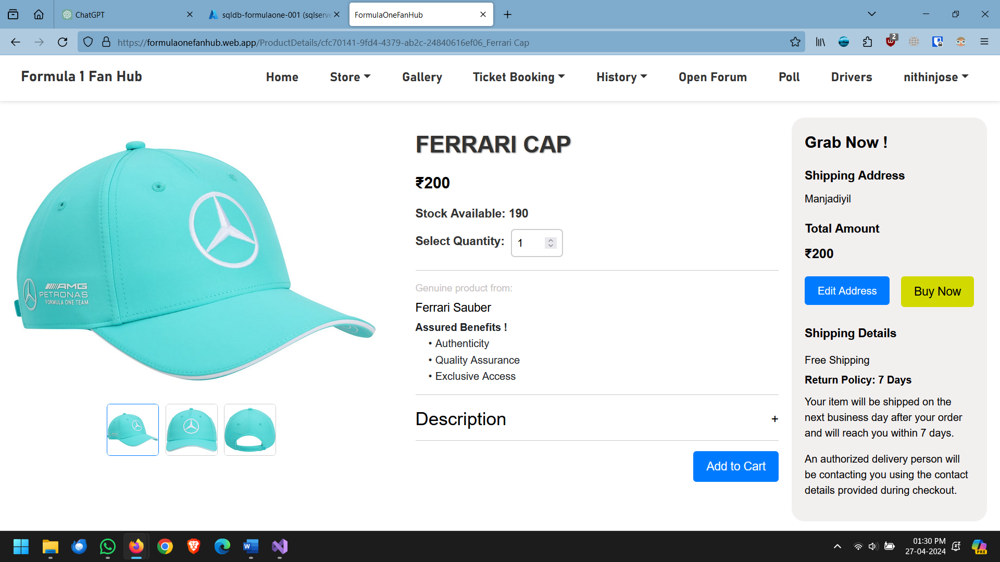 ChatGPT
sqldb-formulaone-001 (sqlserve
FormulaOneFanHub
https://formulaonefanhub.web.app/ProductDetails/cfc70141-9fd4-4379-ab2c-24840616ef06_Ferrari Cap
2
Formula 1 Fan Hub
Home
Store
Gallery
Ticket Booking
History
Open Forum
Poll
Drivers
nithinjose
AMG
PETRONAS
FORMULA ONE TEAM
FERRARI CAP
₹200
Stock Available: 190
Select Quantity: 1
Genuine product from:
Ferrari Sauber
Assured Benefits !
• Authenticity
• Quality Assurance
• Exclusive Access
Description +
Add to Cart
Grab Now !
Shipping Address
Manjadiyil
Total Amount
₹200
Edit Address
Buy Now
Shipping Details
Free Shipping
Return Policy: 7 Days
Your item will be shipped on the
next business day after your order
and will reach you within 7 days.
An authorized delivery person will
be contacting you using the contact
details provided during checkout.
01:30 PM
27-04-2024
PRE